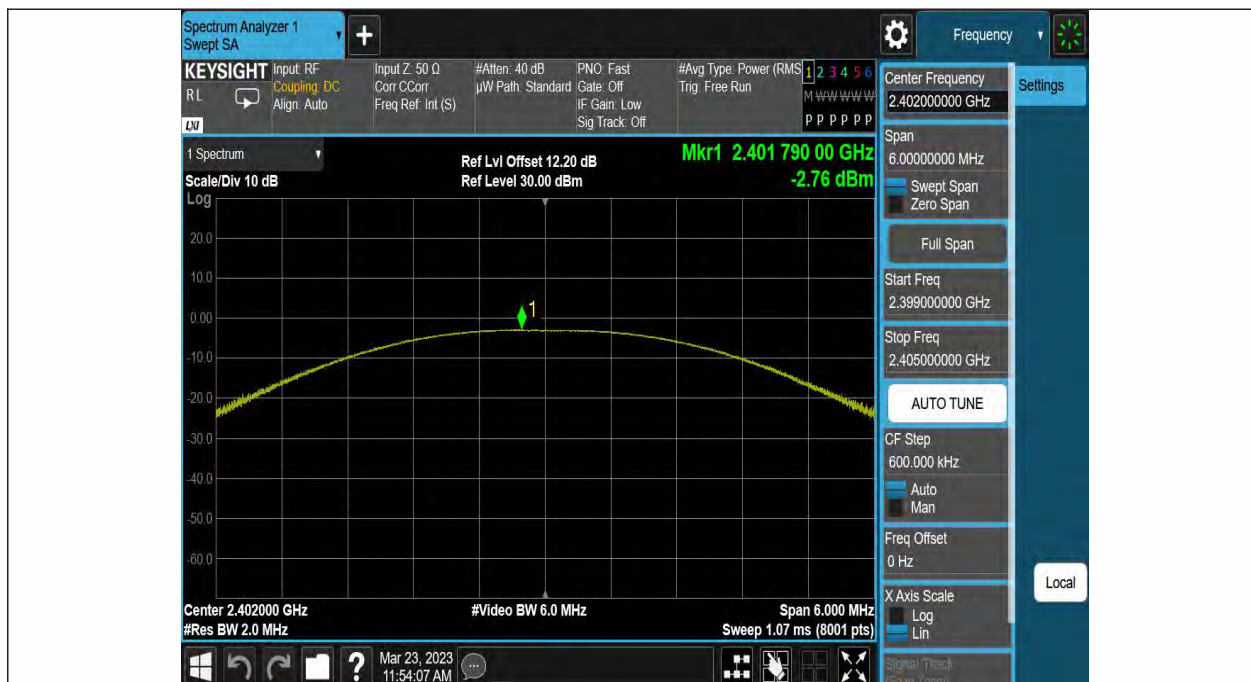 Spectrum Analyzer 1
Swept SA
+
Frequency
KEYSIGHT
RL
LXI
Input: RF
Coupling: DC
Align: Auto
Input Z: 50 Ω
Corr CCorr
Freq Ref: Int (S)
#Atten: 40 dB
µW Path: Standard
PNO: Fast
Gate: Off
IF Gain: Low
Sig Track: Off
#Avg Type: Power (RMS
Trig: Free Run
1 2 3 4 5 6
M W W W W W
P P P P P P
1 Spectrum
Scale/Div 10 dB
Log
Ref Lvl Offset 12.20 dB
Ref Level 30.00 dBm
Mkr1 2.401 790 00 GHz
-2.76 dBm
20.0
10.0
0.00
-10.0
-20.0
-30.0
-40.0
-50.0
-60.0
1
Center 2.402000 GHz
#Res BW 2.0 MHz
#Video BW 6.0 MHz
Span 6.000 MHz
Sweep 1.07 ms (8001 pts)
?
Mar 23, 2023
11:54:07 AM
Center Frequency
2.402000000 GHz
Span
6.00000000 MHz
Swept Span
Zero Span
Full Span
Start Freq
2.399000000 GHz
Stop Freq
2.405000000 GHz
AUTO TUNE
CF Step
600.000 kHz
Auto
Man
Freq Offset
0 Hz
X Axis Scale
Log
Lin
Signal Track
Settings
Local